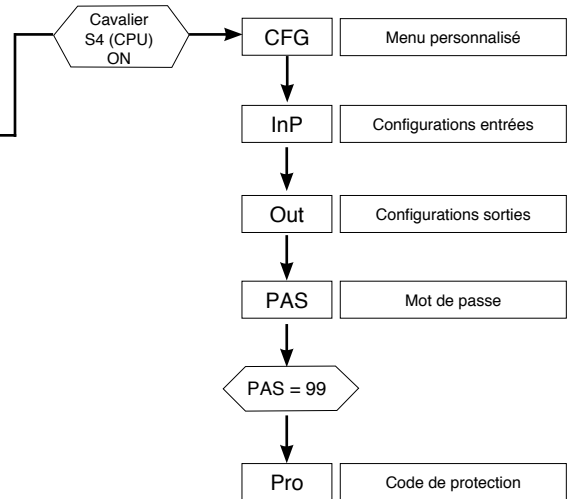 Cavalier
S4 (CPU)
ON
CFG
Menu personnalisé
InP
Configurations entrées
Out
Configurations sorties
PAS
Mot de passe
PAS = 99
Pro
Code de protection